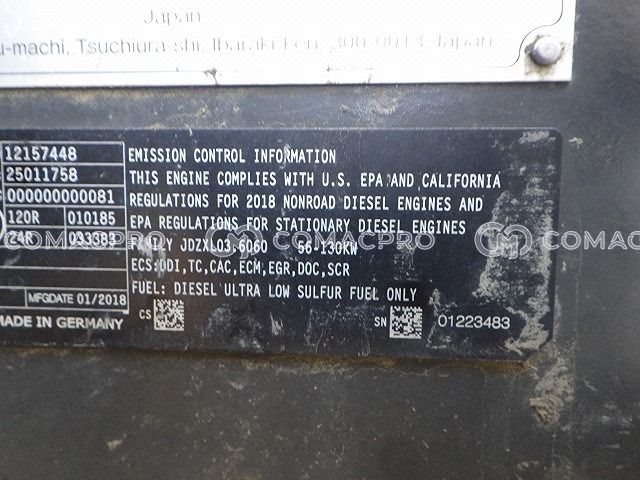 Japan
u-machi, Tsuchiura-shi, Ibaraki-ken, 300-0013 Japan
12157448
25011758
000000000081
120R 010185
24R 033383
MFGDATE 01/2018
MADE IN GERMANY
EMISSION CONTROL INFORMATION
THIS ENGINE COMPLIES WITH U.S. EPA AND CALIFORNIA
REGULATIONS FOR 2018 NONROAD DIESEL ENGINES AND
EPA REGULATIONS FOR STATIONARY DIESEL ENGINES
FAMILY JDZXL03.6060 56-130KW
ECS:DDI,TC,CAC,ECM,EGR,DOC,SCR
FUEL: DIESEL ULTRA LOW SULFUR FUEL ONLY
CS
SN 01223483
COMACPRO
COMACPRO
COMACPRO